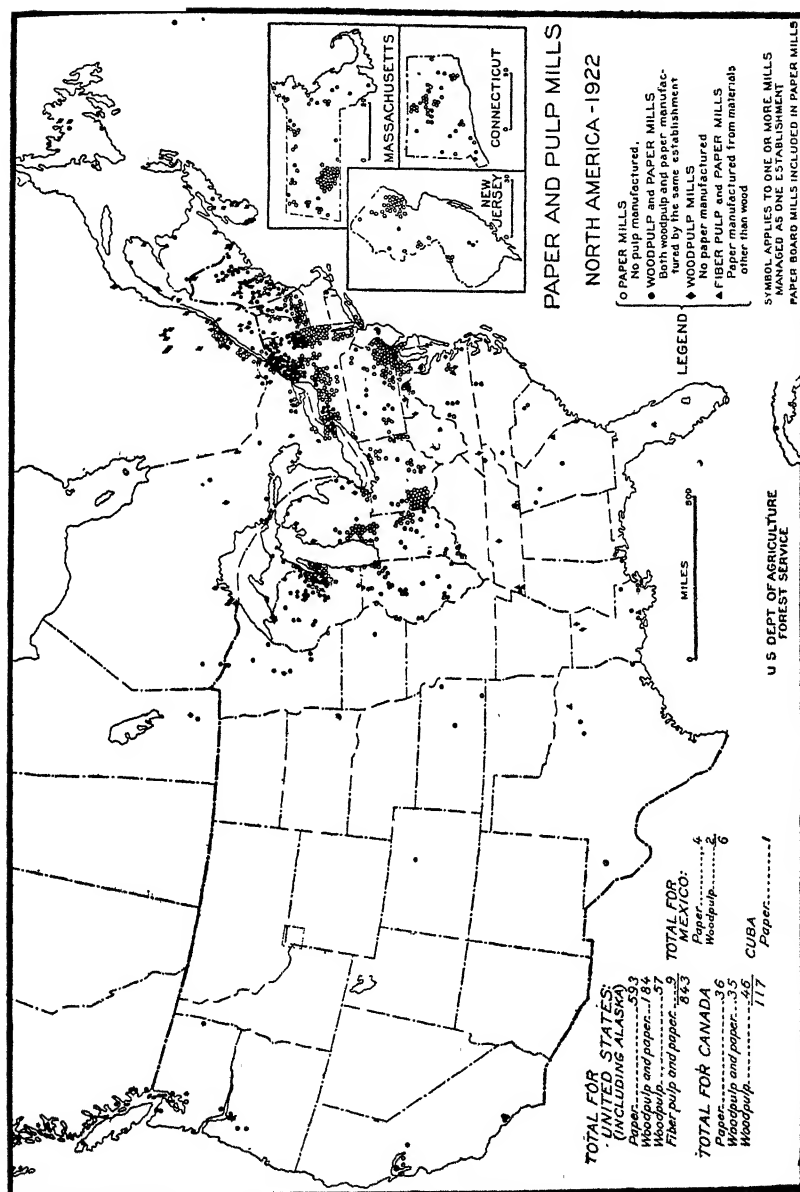 MASSACHUSETTS
CONNECTICUT
NEW
JERSEY
PAPER AND PULP MILLS
NORTH AMERICA-1922
LEGEND
PAPER MILLS
No pulp manufactured.
WOODPULP and PAPER MILLS
Both woodpulp and paper manufac-
tured by the same establishment
WOODPULP MILLS
No paper manufactured
FIBER PULP and PAPER MILLS
Paper manufactured from materials
other than wood
SYMBOL APPLIES TO ONE OR MORE MILLS
MANAGED AS ONE ESTABLISHMENT
PAPER BOARD MILLS INCLUDED IN PAPER MILLS
0 MILES 500
U S DEPT OF AGRICULTURE
FOREST SERVICE
TOTAL FOR
UNITED STATES:
(INCLUDING ALASKA)
Paper..........593
Woodpulp and paper..184
Woodpulp..........57
Fiber pulp and paper....9
843
TOTAL FOR CANADA
Paper..........36
Woodpulp and paper...35
Woodpulp..........46
117
TOTAL FOR
MEXICO:
Paper..........4
Woodpulp..........2
6
CUBA
Paper..........1